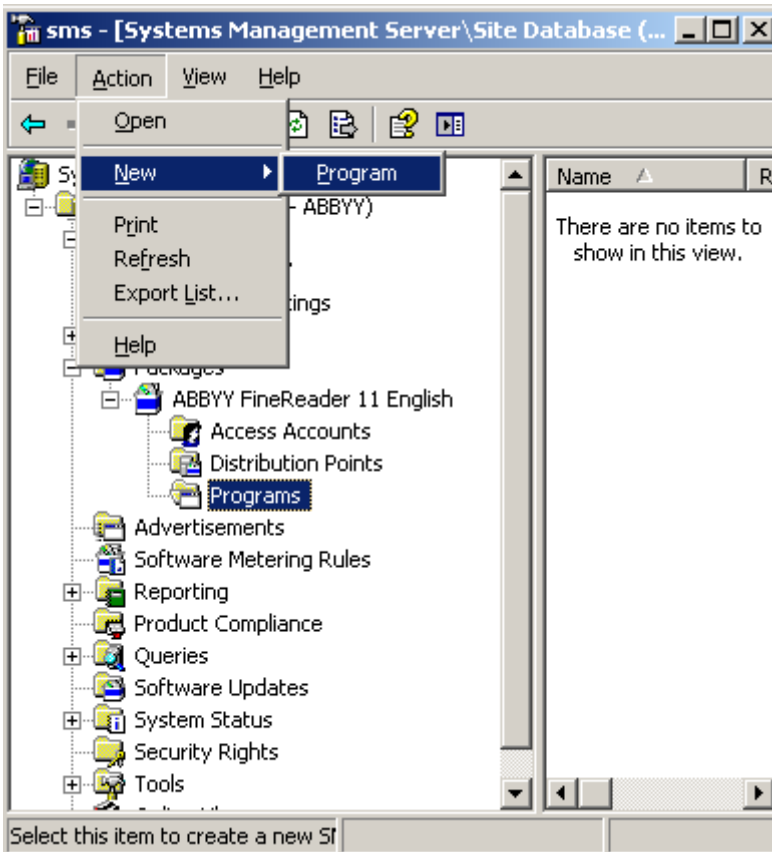 sms - [Systems Management Server\Site Database (...
File Action View Help
Open
New
Program
Name
R
- ABBYY)
There are no items to
show in this view.
Print
Refresh
Export List...
ings
Help
Packages
ABBYY FineReader 11 English
Access Accounts
Distribution Points
Programs
Advertisements
Software Metering Rules
Reporting
Product Compliance
Queries
Software Updates
System Status
Security Rights
Tools
Select this item to create a new S